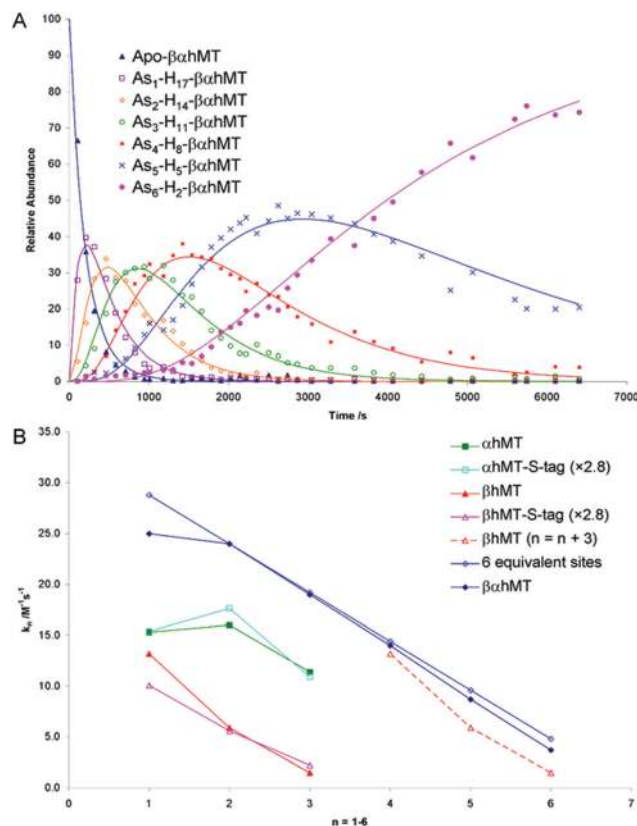 A
Relative Abundance
100
90
80
70
60
50
40
30
20
10
0
Apo-βαhMT
As₁-H₁₇-βαhMT
As₂-H₁₄-βαhMT
As₃-H₁₁-βαhMT
As₄-H₈-βαhMT
As₅-H₅-βαhMT
As₆-H₂-βαhMT
0 1000 2000 3000 4000 5000 6000 7000
Time /s
B
kₙ /M⁻¹s⁻¹
35.0
30.0
25.0
20.0
15.0
10.0
5.0
0.0
αhMT
αhMT-S-tag (×2.8)
βhMT
βhMT-S-tag (×2.8)
βhMT (n = n + 3)
6 equivalent sites
βαhMT
0 1 2 3 4 5 6 7
n = 1-6